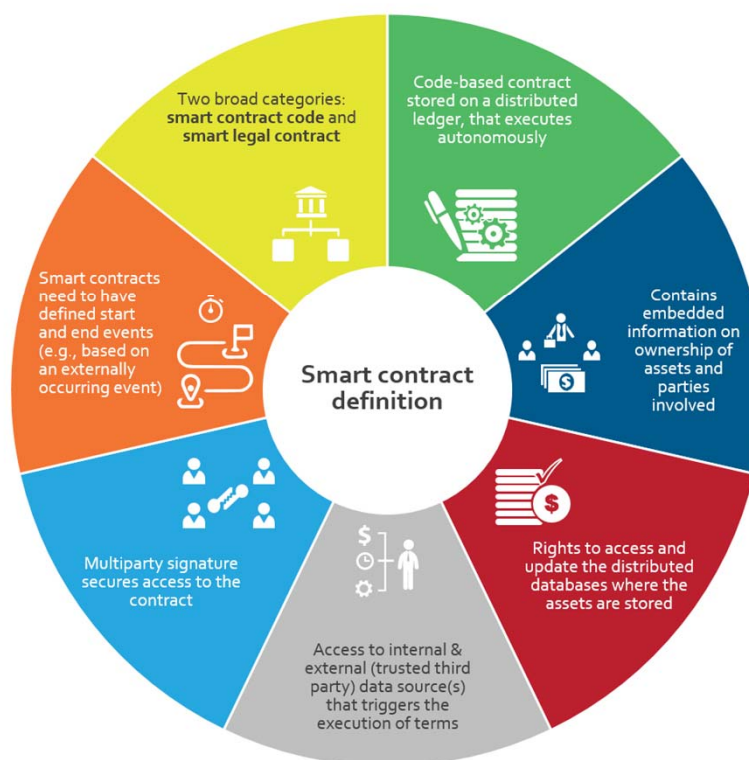 Two broad categories:
smart contract code and
smart legal contract
Code-based contract
stored on a distributed
ledger, that executes
autonomously
Contains
embedded
information on
ownership of
assets and
parties
involved
Rights to access and
update the distributed
databases where the
assets are stored
Access to internal &
external (trusted third
party) data source(s)
that triggers the
execution of terms
Multiparty signature
secures access to the
contract
Smart contracts
need to have
defined start
and end events
(e.g., based on
an externally
occurring event)
Smart contract
definition
$
$
$